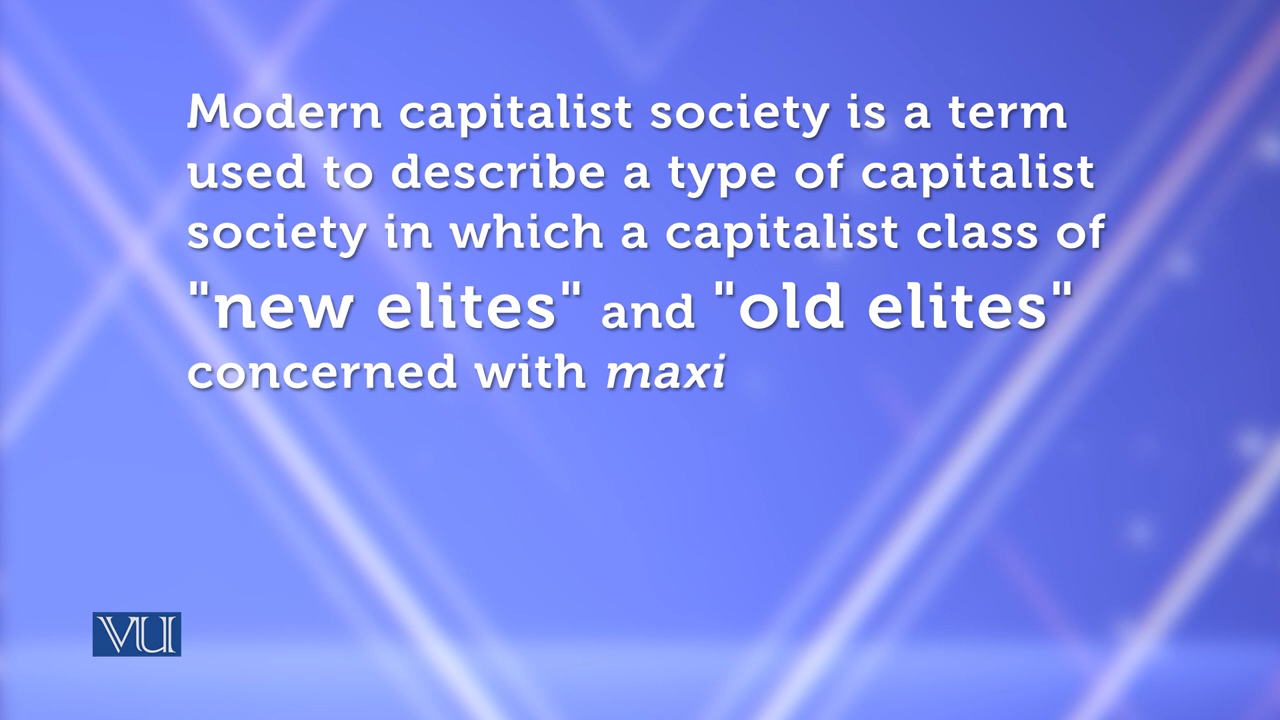 Modern capitalist society is a term
used to describe a type of capitalist
society in which a capitalist class of
"new elites" and "old elites"
concerned with maxi
VU